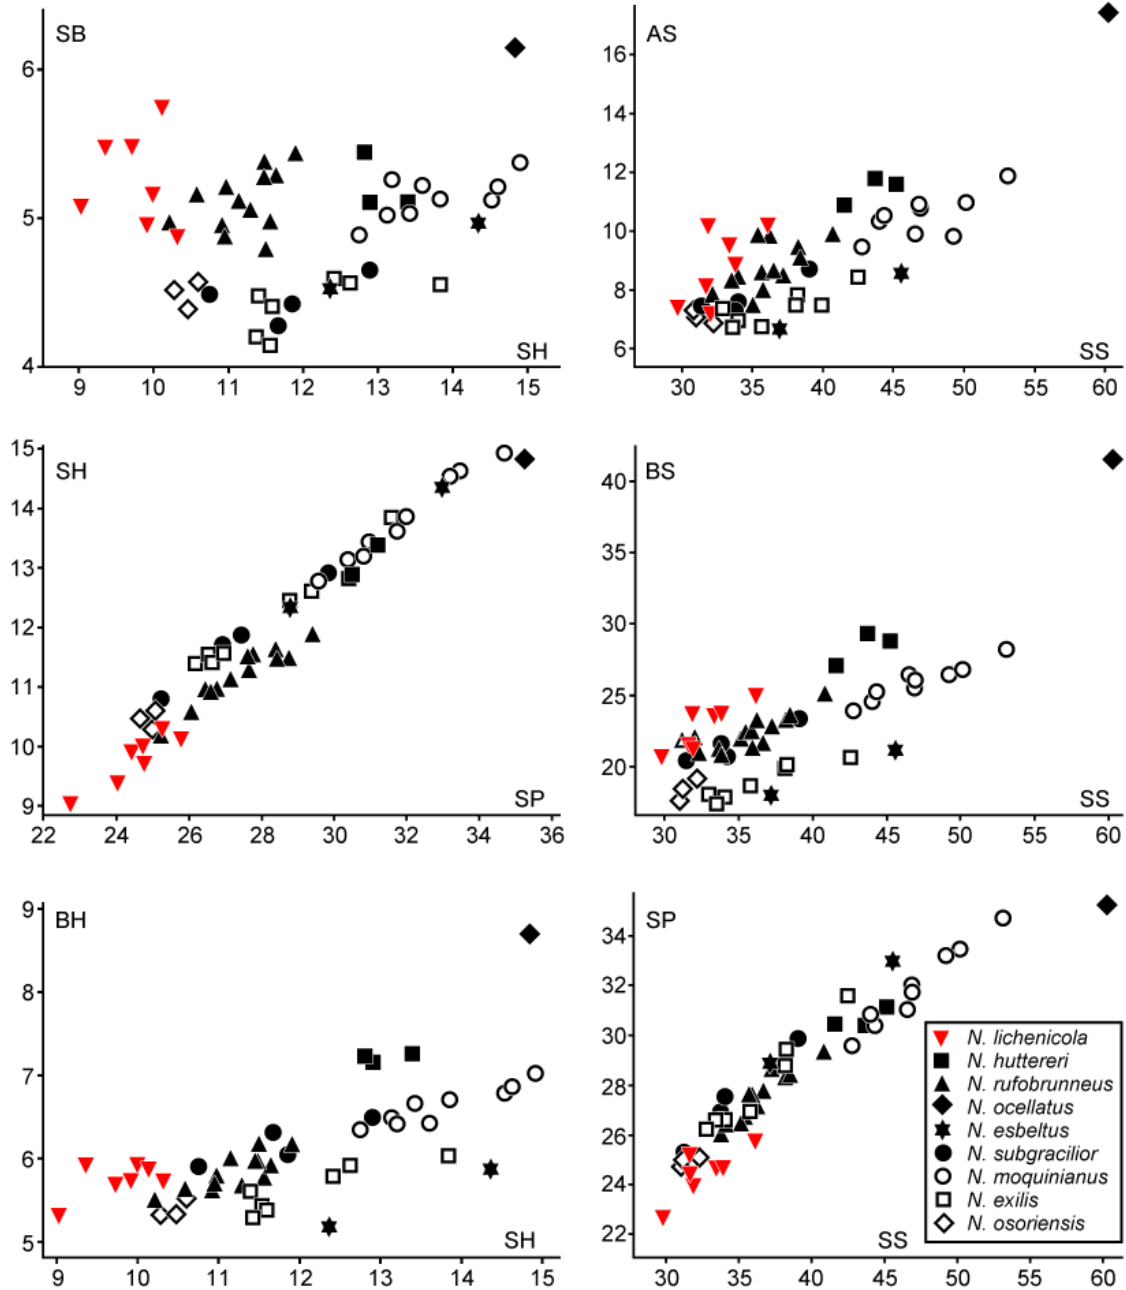 SB
6
5
4
SH
9 10 11 12 13 14 15
AS
16
14
12
10
8
6
SS
30 35 40 45 50 55 60
15
SH
14
13
12
11
10
9
SP
22 24 26 28 30 32 34 36
BS
40
35
30
25
20
SS
30 35 40 45 50 55 60
9
BH
8
7
6
5
SH
9 10 11 12 13 14 15
SP
34
32
30
28
26
24
22
SS
30 35 40 45 50 55 60
N. lichenicola
N. huttereri
N. rufobrunneus
N. ocellatus
N. esbeltus
N. subgracilior
N. moquinianus
N. exilis
N. osoriensis